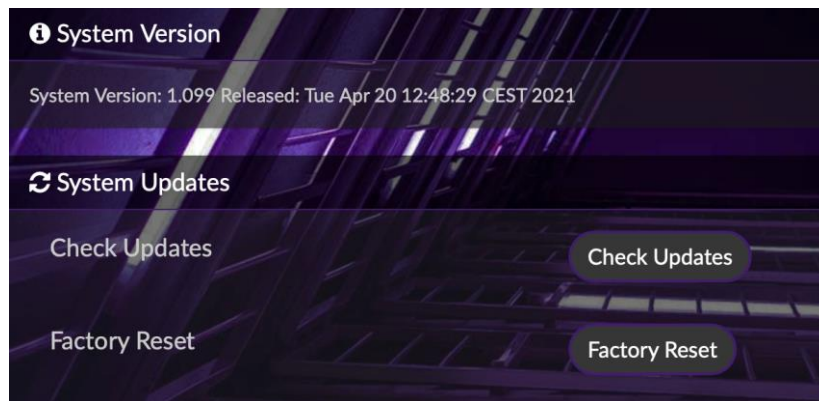 System Version
System Version: 1.099 Released: Tue Apr 20 12:48:29 CEST 2021
System Updates
Check Updates
Check Updates
Factory Reset
Factory Reset